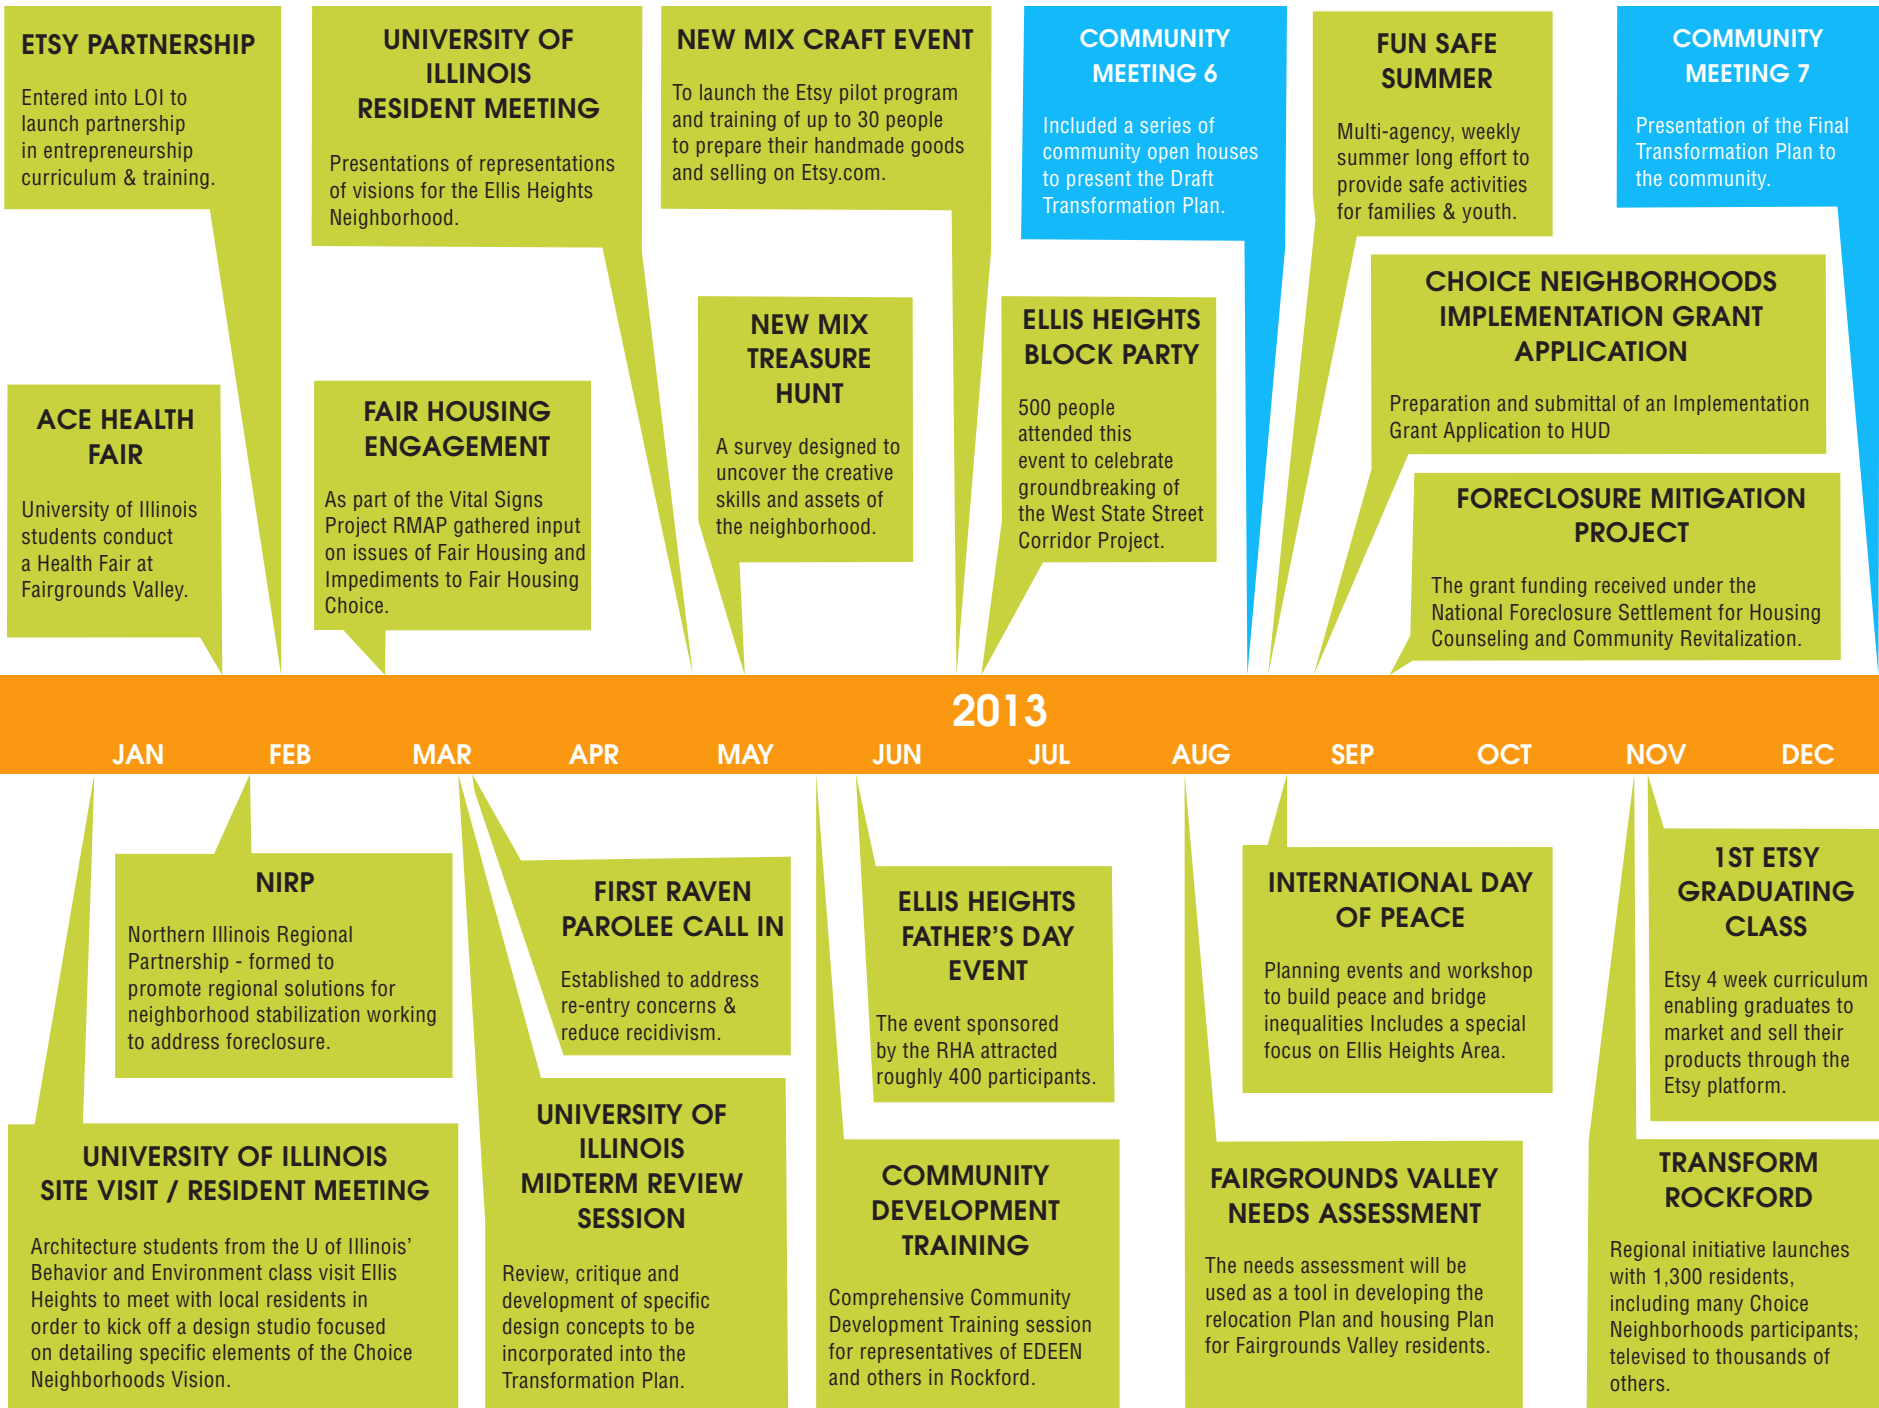 ETSY PARTNERSHIP
Entered into LOI to
launch partnership
in entrepreneurship
curriculum & training.
UNIVERSITY OF
ILLINOIS
RESIDENT MEETING
Presentations of representations
of visions for the Ellis Heights
Neighborhood.
NEW MIX CRAFT EVENT
To launch the Etsy pilot program
and training of up to 30 people
to prepare their handmade goods
and selling on Etsy.com.
COMMUNITY
MEETING 6
Included a series of
community open houses
to present the Draft
Transformation Plan.
FUN SAFE
SUMMER
Multi-agency, weekly
summer long effort to
provide safe activities
for families & youth.
COMMUNITY
MEETING 7
Presentation of the Final
Transformation Plan to
the community.
ACE HEALTH
FAIR
University of Illinois
students conduct
a Health Fair at
Fairgrounds Valley.
FAIR HOUSING
ENGAGEMENT
As part of the Vital Signs
Project RMAP gathered input
on issues of Fair Housing and
Impediments to Fair Housing
Choice.
NEW MIX
TREASURE
HUNT
A survey designed to
uncover the creative
skills and assets of
the neighborhood.
ELLIS HEIGHTS
BLOCK PARTY
500 people
attended this
event to celebrate
groundbreaking of
the West State Street
Corridor Project.
CHOICE NEIGHBORHOODS
IMPLEMENTATION GRANT
APPLICATION
Preparation and submittal of an Implementation
Grant Application to HUD
FORECLOSURE MITIGATION
PROJECT
The grant funding received under the
National Foreclosure Settlement for Housing
Counseling and Community Revitalization.
2013
JAN FEB MAR APR MAY JUN JUL AUG SEP OCT NOV DEC
NIRP
Northern Illinois Regional
Partnership - formed to
promote regional solutions for
neighborhood stabilization working
to address foreclosure.
FIRST RAVEN
PAROLEE CALL IN
Established to address
re-entry concerns &
reduce recidivism.
ELLIS HEIGHTS
FATHER'S DAY
EVENT
The event sponsored
by the RHA attracted
roughly 400 participants.
INTERNATIONAL DAY
OF PEACE
Planning events and workshop
to build peace and bridge
inequalities Includes a special
focus on Ellis Heights Area.
1ST ETSY
GRADUATING
CLASS
Etsy 4 week curriculum
enabling graduates to
market and sell their
products through the
Etsy platform.
UNIVERSITY OF ILLINOIS
SITE VISIT / RESIDENT MEETING
Architecture students from the U of Illinois’
Behavior and Environment class visit Ellis
Heights to meet with local residents in
order to kick off a design studio focused
on detailing specific elements of the Choice
Neighborhoods Vision.
UNIVERSITY OF
ILLINOIS
MIDTERM REVIEW
SESSION
Review, critique and
development of specific
design concepts to be
incorporated into the
Transformation Plan.
COMMUNITY
DEVELOPMENT
TRAINING
Comprehensive Community
Development Training session
for representatives of EDEEN
and others in Rockford.
FAIRGROUNDS VALLEY
NEEDS ASSESSMENT
The needs assessment will be
used as a tool in developing the
relocation Plan and housing Plan
for Fairgrounds Valley residents.
TRANSFORM
ROCKFORD
Regional initiative launches
with 1,300 residents,
including many Choice
Neighborhoods participants;
televised to thousands of
others.